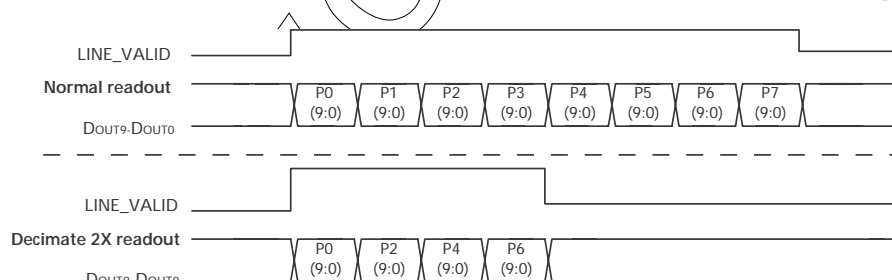 LINE_VALID
Normal readout
P0 P1 P2 P3 P4 P5 P6 P7
(9:0) (9:0) (9:0) (9:0) (9:0) (9:0) (9:0) (9:0)
DOUT9-DOUT0
LINE_VALID
Decimate 2X readout
P0 P2 P4 P6
(9:0) (9:0) (9:0) (9:0)
DOUT9-DOUT0